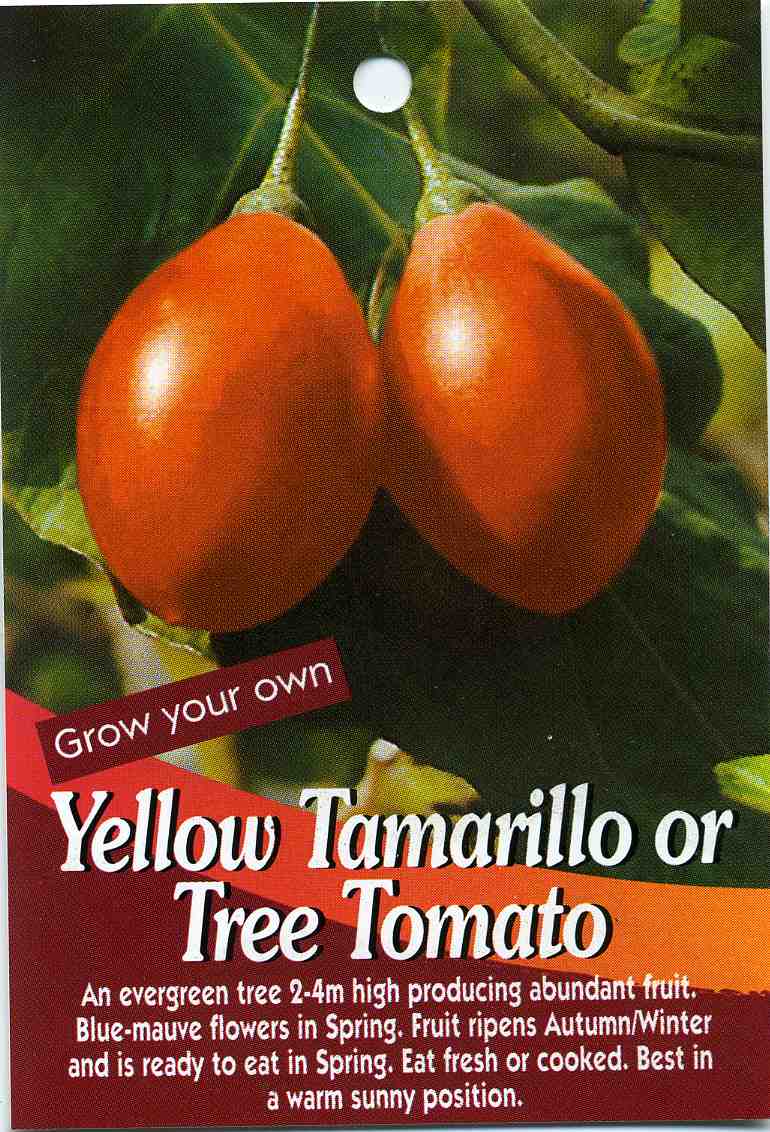 Grow your own
Yellow Tamarillo or
Tree Tomato
An evergreen tree 2-4m high producing abundant fruit.
Blue-mauve flowers in Spring. Fruit ripens Autumn/Winter
and is ready to eat in Spring. Eat fresh or cooked. Best in
a warm sunny position.